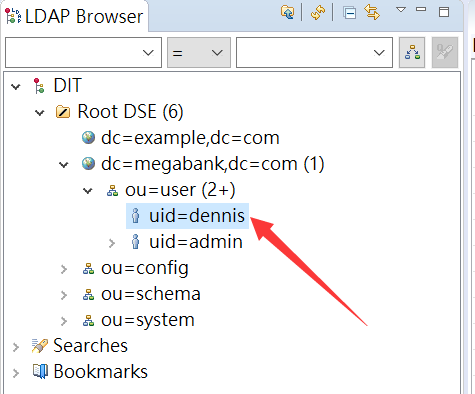 LDAP Browser
=
DIT
Root DSE (6)
dc=example,dc=com
dc=megabank,dc=com (1)
ou=user (2+)
uid=dennis
uid=admin
ou=config
ou=schema
ou=system
Searches
Bookmarks